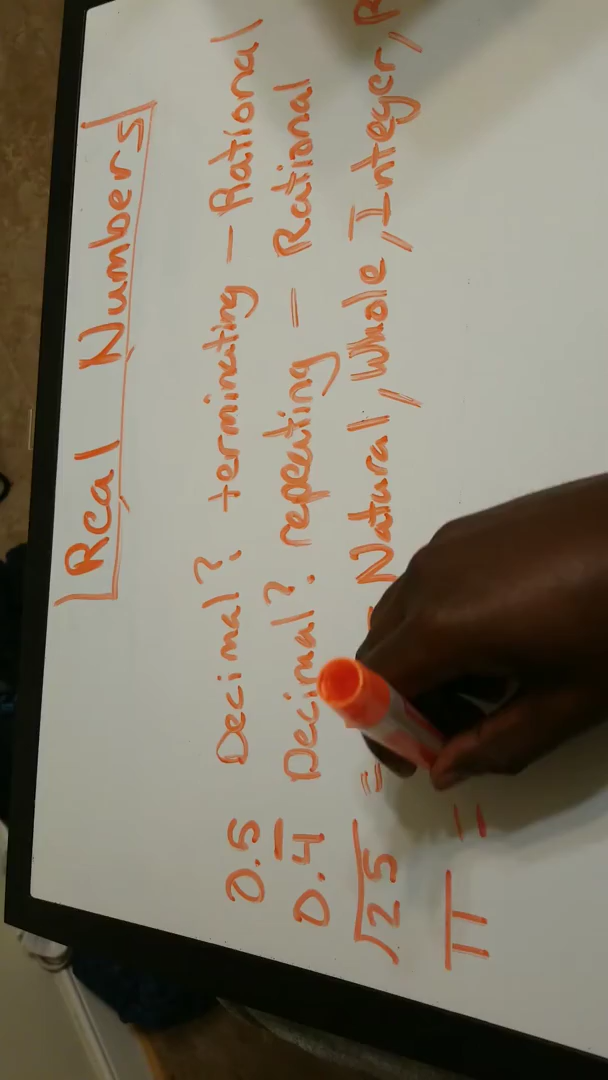 Real Numbers
0.5 Decimal? terminating - Rational
0.4̅ Decimal? repeating - Rational
√25 = Natural, Whole, Integer,
π =